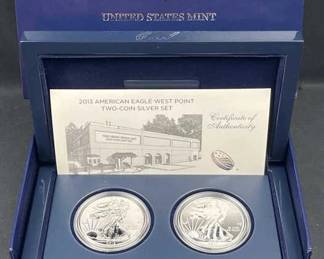 UNITED STATES MINT
2013 AMERICAN EAGLE WEST POINT
TWO-COIN SILVER SET
Certificate of
Authenticity